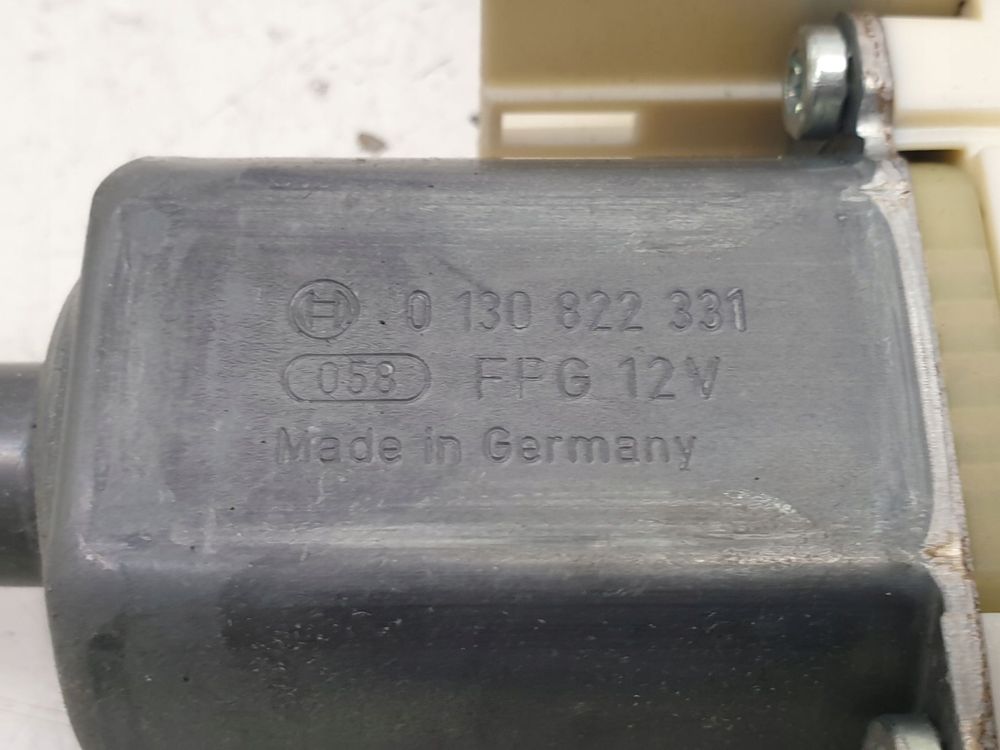 0 130 822 331
058 FPG 12V
Made in Germany